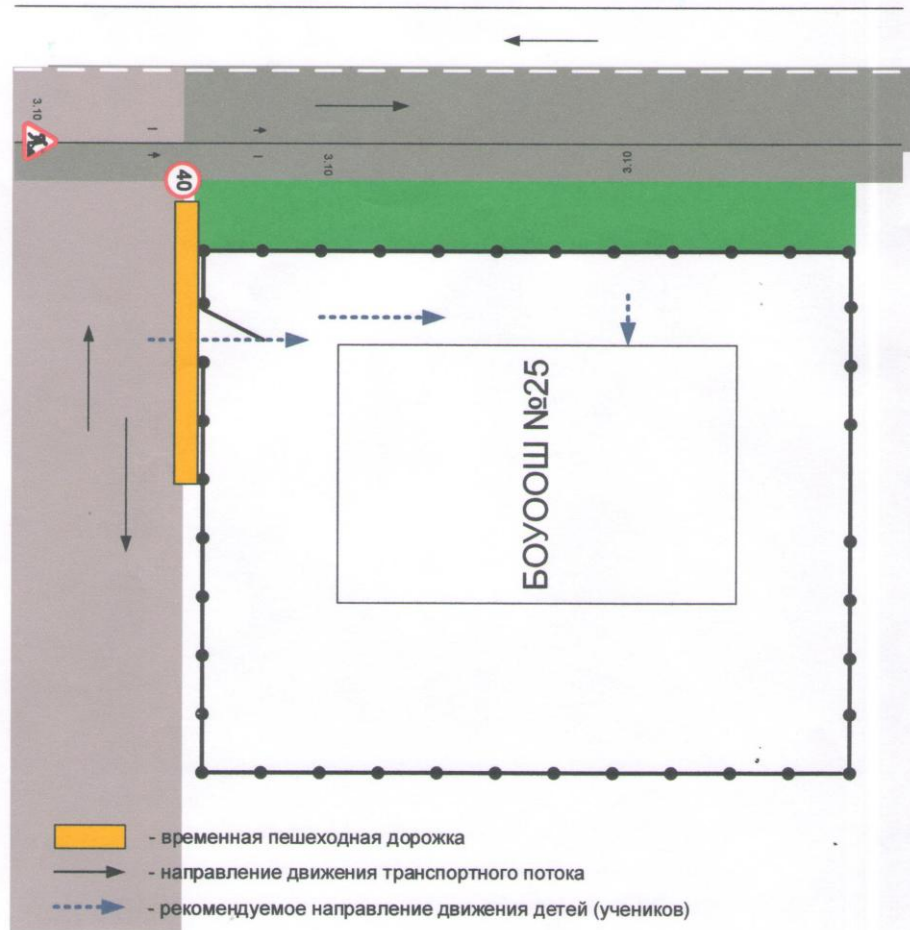 3.10
3.10
3.10
40
БОУООШ №25
- временная пешеходная дорожка
- направление движения транспортного потока
- рекомендуемое направление движения детей (учеников)